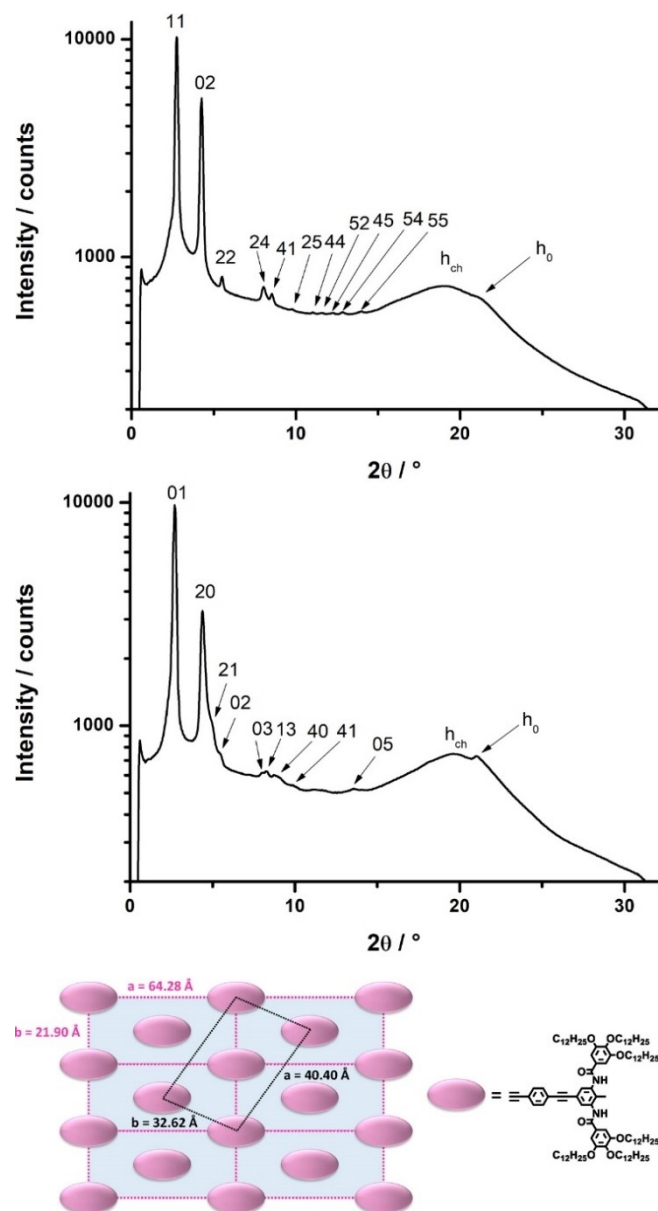 11
10000
02
1000
22
24
41
25
44
52
45
54
55
h_ch
h_0
Intensity / counts
0
10
20
30
2θ / °
01
10000
20
1000
21
02
03
13
40
41
05
h_ch
h_0
Intensity / counts
0
10
20
30
2θ / °
a = 64.28 Å
b = 21.90 Å
a = 40.40 Å
b = 32.62 Å
=
OC₁₂H₂₅
C₁₂H₂₅O
OC₁₂H₂₅
O
NH
NH
O
OC₁₂H₂₅
C₁₂H₂₅O
OC₁₂H₂₅